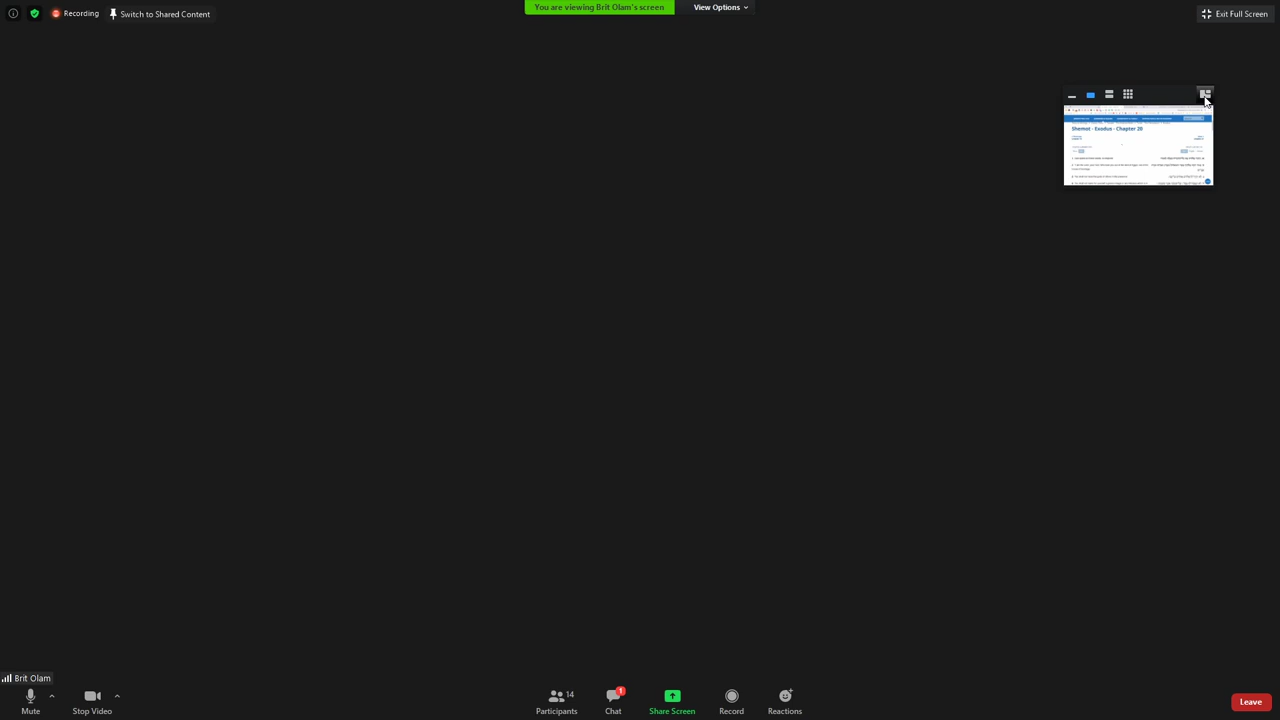 Recording
Switch to Shared Content
You are viewing Brit Olam's screen
View Options
Exit Full Screen
Shemot - Exodus - Chapter 20
Brit Olam
Mute
Stop Video
Participants
14
Chat
1
Share Screen
Record
Reactions
Leave